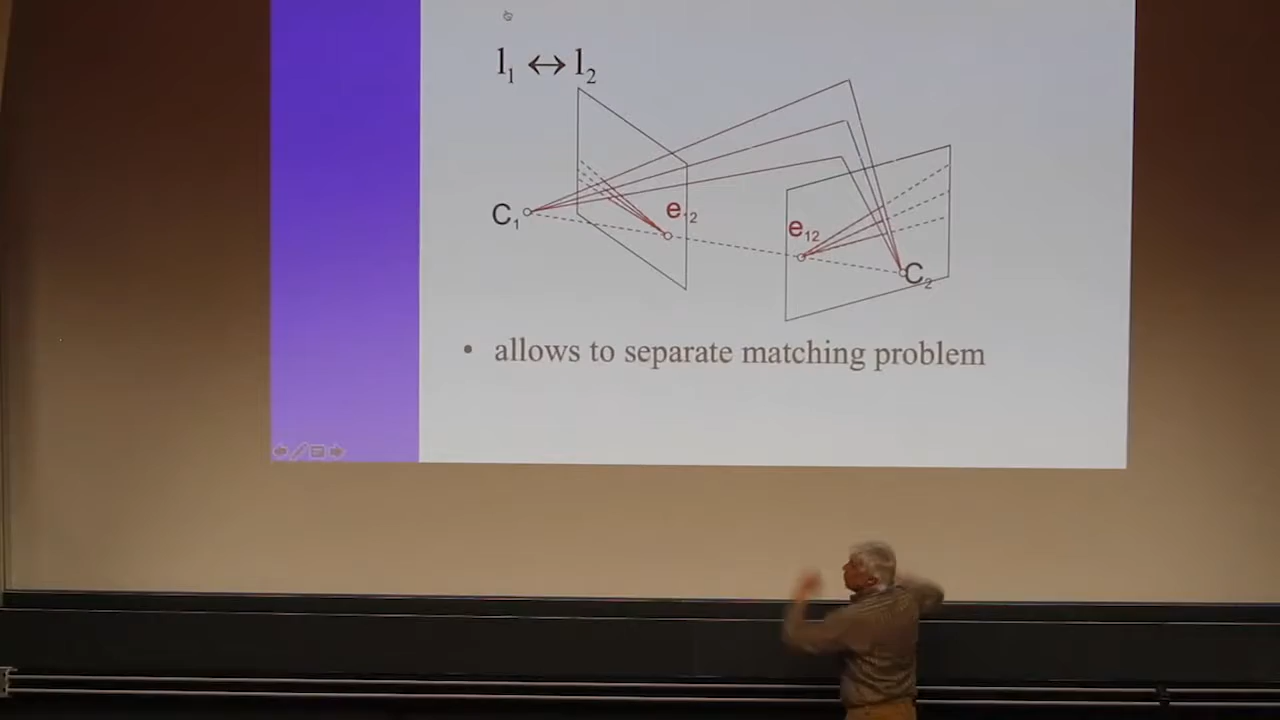 l₁ ↔ l₂
C₁
e₁₂
e₁₂
C₂
• allows to separate matching problem